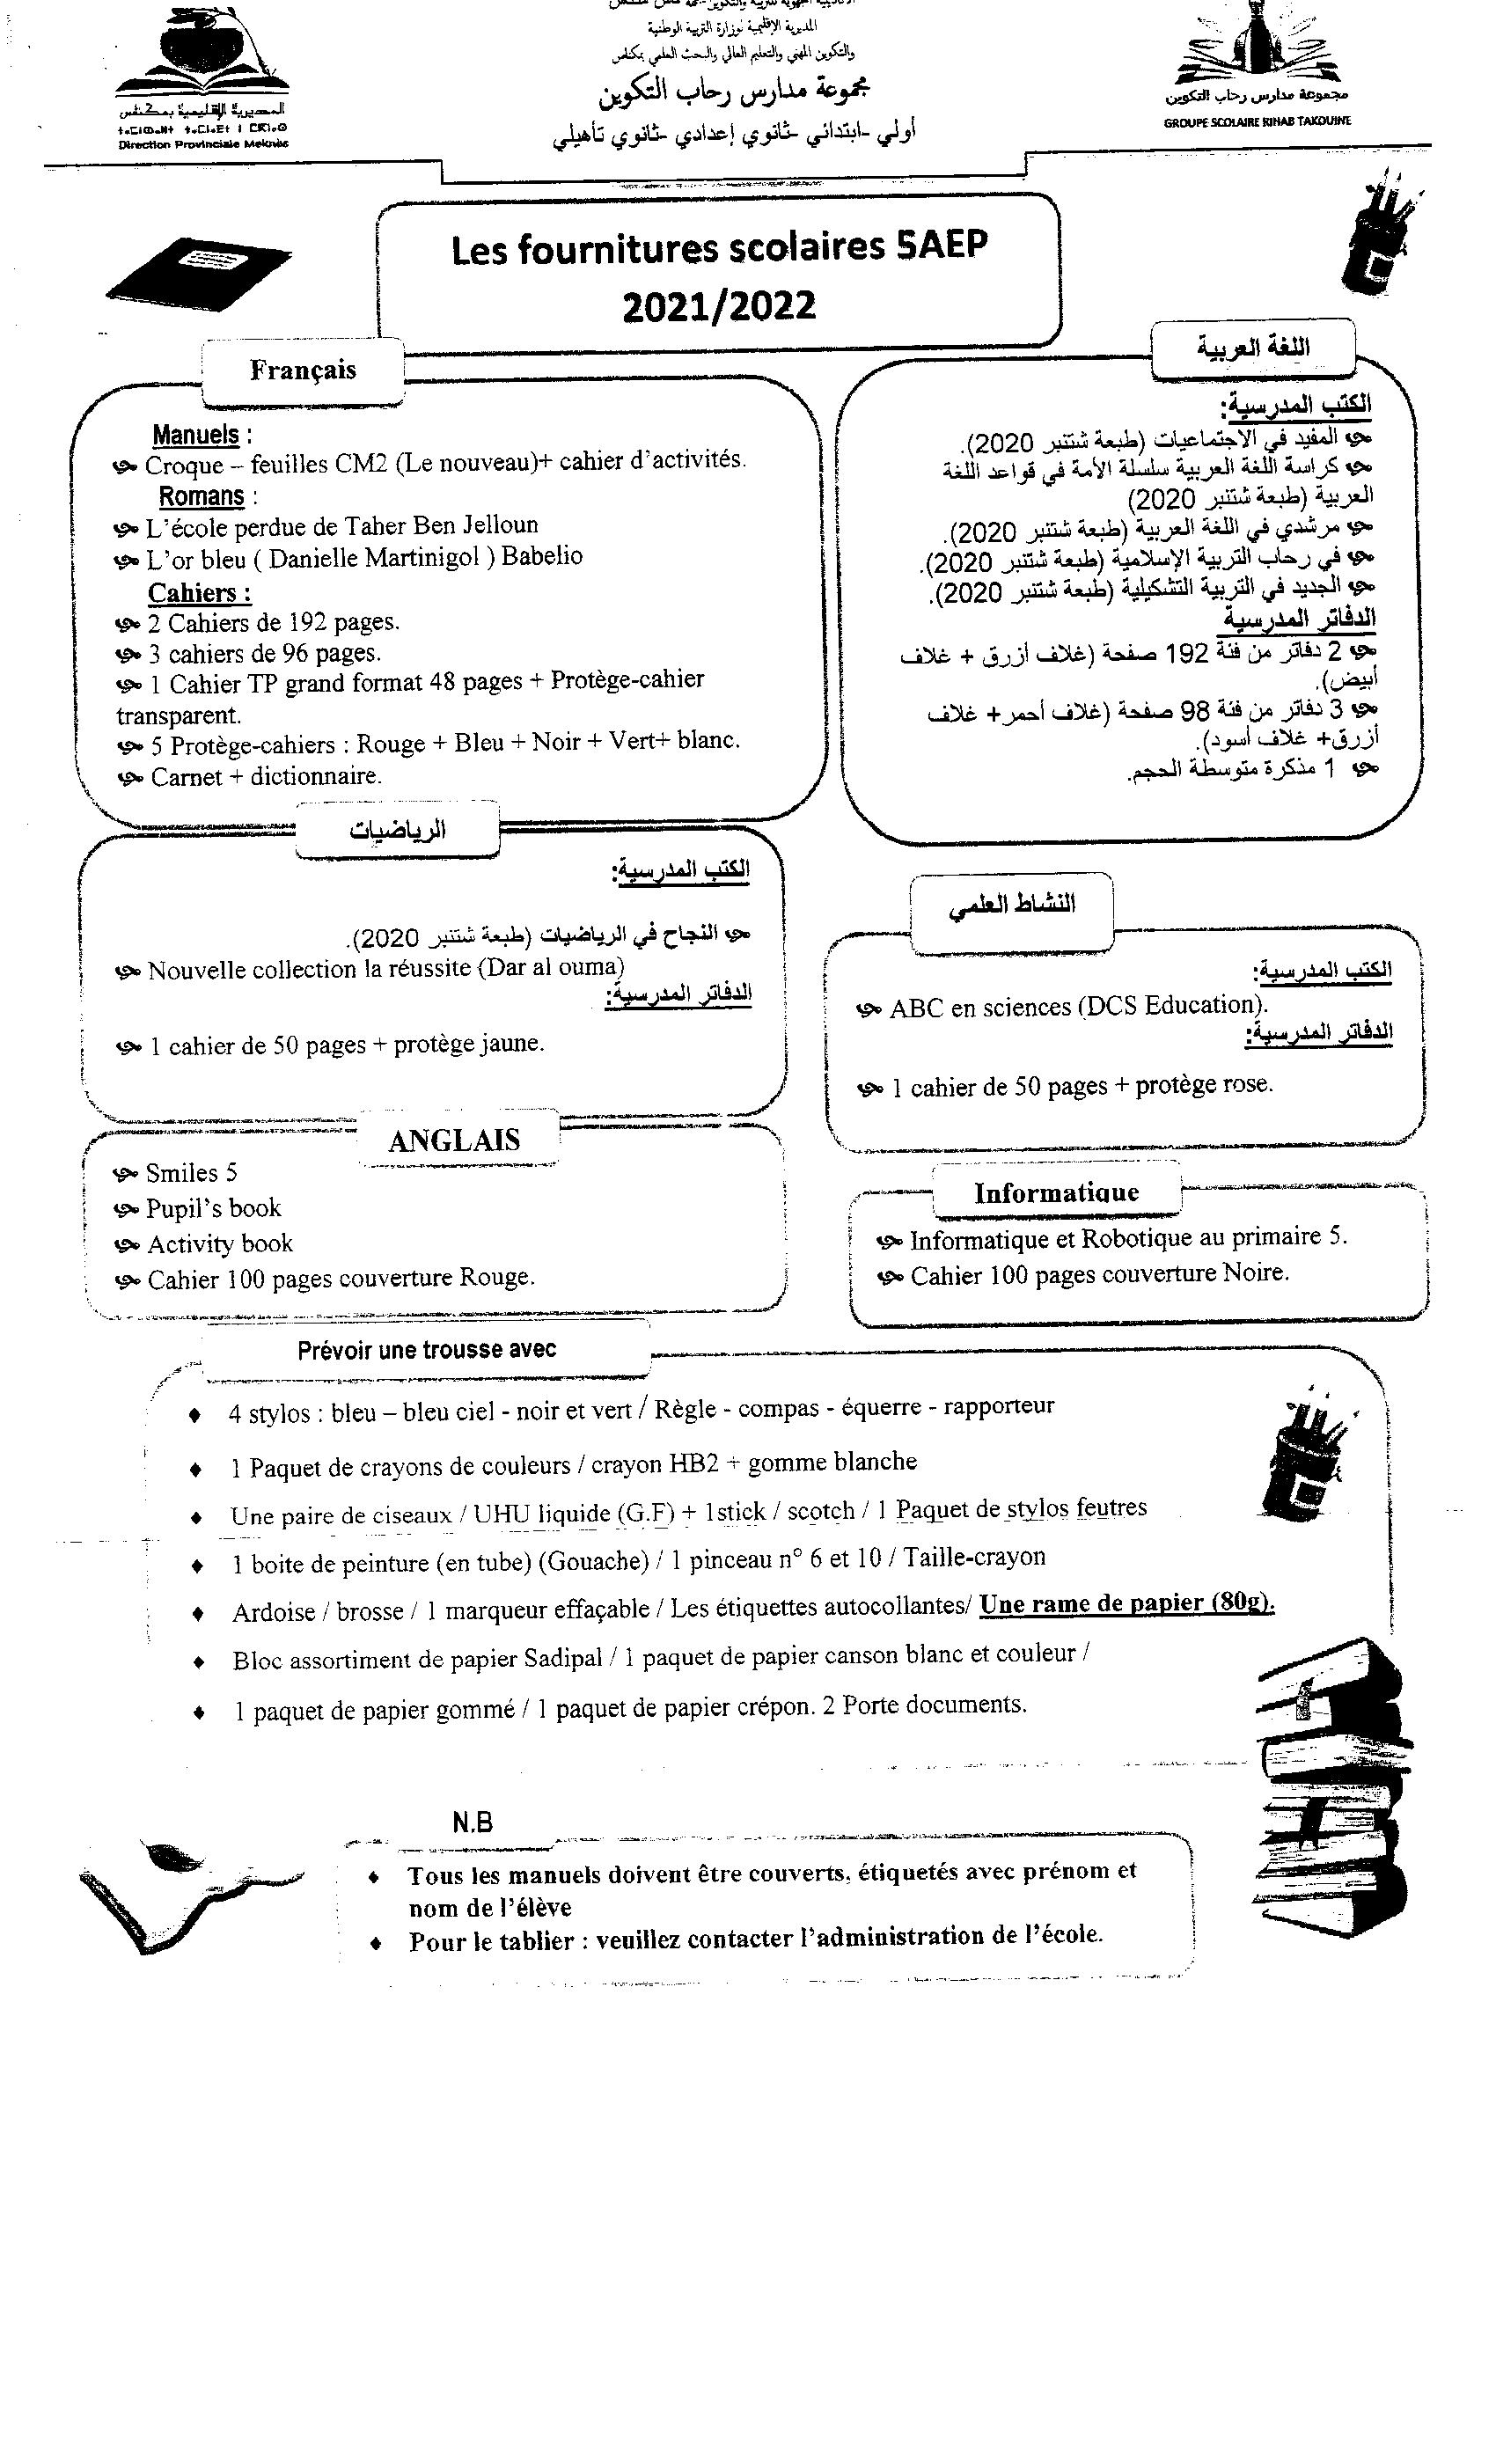 المديرية الإقليمية لوزارة التربية الوطنية
والتكوين المهني والتعليم العالي والبحث العلمي بمكناس
مجموعة مدارس رحاب التكوين
أولي -ابتدائي -ثانوي إعدادي -ثانوي تأهيلي
المديرية الإقليمية بمكناس
Direction Provinciale Meknès
مجموعة مدارس رحاب التكوين
GROUPE SCOLAIRE RIHAB TAKOUINE
Les fournitures scolaires 5AEP
2021/2022
Français
Manuels :
Croque – feuilles CM2 (Le nouveau)+ cahier d'activités.
Romans :
L'école perdue de Taher Ben Jelloun
L'or bleu ( Danielle Martinigol ) Babelio
Cahiers :
2 Cahiers de 192 pages.
3 cahiers de 96 pages.
1 Cahier TP grand format 48 pages + Protège-cahier
transparent.
5 Protège-cahiers : Rouge + Bleu + Noir + Vert+ blanc.
Carnet + dictionnaire.
اللغة العربية
الكتب المدرسية:
المفيد في الاجتماعيات (طبعة شتنبر 2020).
كراسة اللغة العربية سلسلة الأمة في قواعد اللغة
العربية (طبعة شتنبر 2020)
مرشدي في اللغة العربية (طبعة شتنبر 2020).
في رحاب التربية الإسلامية (طبعة شتنبر 2020).
الجديد في التربية التشكيلية (طبعة شتنبر 2020).
الدفاتر المدرسية
2 دفاتر من فئة 192 صفحة (غلاف أزرق + غلاف
أبيض).
3 دفاتر من فئة 98 صفحة (غلاف أحمر+ غلاف
أزرق+ غلاف أسود).
1 مذكرة متوسطة الحجم.
الرياضيات
الكتب المدرسية:
النجاح في الرياضيات (طبعة شتنبر 2020).
Nouvelle collection la réussite (Dar al ouma)
الدفاتر المدرسية:
1 cahier de 50 pages + protège jaune.
النشاط العلمي
الكتب المدرسية:
ABC en sciences (DCS Education).
الدفاتر المدرسية:
1 cahier de 50 pages + protège rose.
ANGLAIS
Smiles 5
Pupil's book
Activity book
Cahier 100 pages couverture Rouge.
Informatique
Informatique et Robotique au primaire 5.
Cahier 100 pages couverture Noire.
Prévoir une trousse avec
4 stylos : bleu – bleu ciel - noir et vert / Règle - compas - équerre - rapporteur
1 Paquet de crayons de couleurs / crayon HB2 + gomme blanche
Une paire de ciseaux / UHU liquide (G.F) + 1stick / scotch / 1 Paquet de stylos feutres
1 boite de peinture (en tube) (Gouache) / 1 pinceau n° 6 et 10 / Taille-crayon
Ardoise / brosse / 1 marqueur effaçable / Les étiquettes autocollantes/ Une rame de papier (80g).
Bloc assortiment de papier Sadipal / 1 paquet de papier canson blanc et couleur /
1 paquet de papier gommé / 1 paquet de papier crépon. 2 Porte documents.
N.B
Tous les manuels doivent être couverts, étiquetés avec prénom et
nom de l'élève
Pour le tablier : veuillez contacter l'administration de l'école.